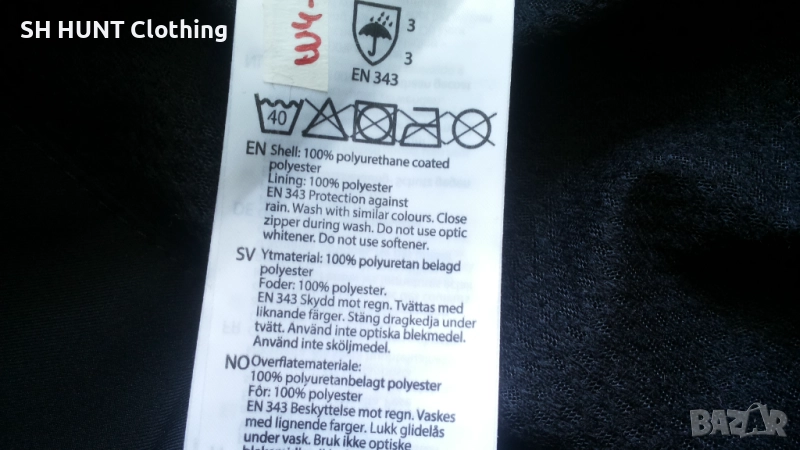 SH HUNT Clothing
3
3
EN 343
40
EN Shell: 100% polyurethane coated
polyester
Lining: 100% polyester
EN 343 Protection against
rain. Wash with similar colours. Close
zipper during wash. Do not use optic
whitener. Do not use softener.
SV Ytmaterial: 100% polyuretan belagd
polyester
Foder: 100% polyester.
EN 343 Skydd mot regn. Tvättas med
liknande färger. Stäng dragkedja under
tvätt. Använd inte optiska blekmedel.
Använd inte sköljmedel.
NO Overflatemateriale:
100% polyuretanbelagt polyester
Fôr: 100% polyester
EN 343 Beskyttelse mot regn. Vaskes
med lignende farger. Lukk glidelås
under vask. Bruk ikke optiske
BAZAR